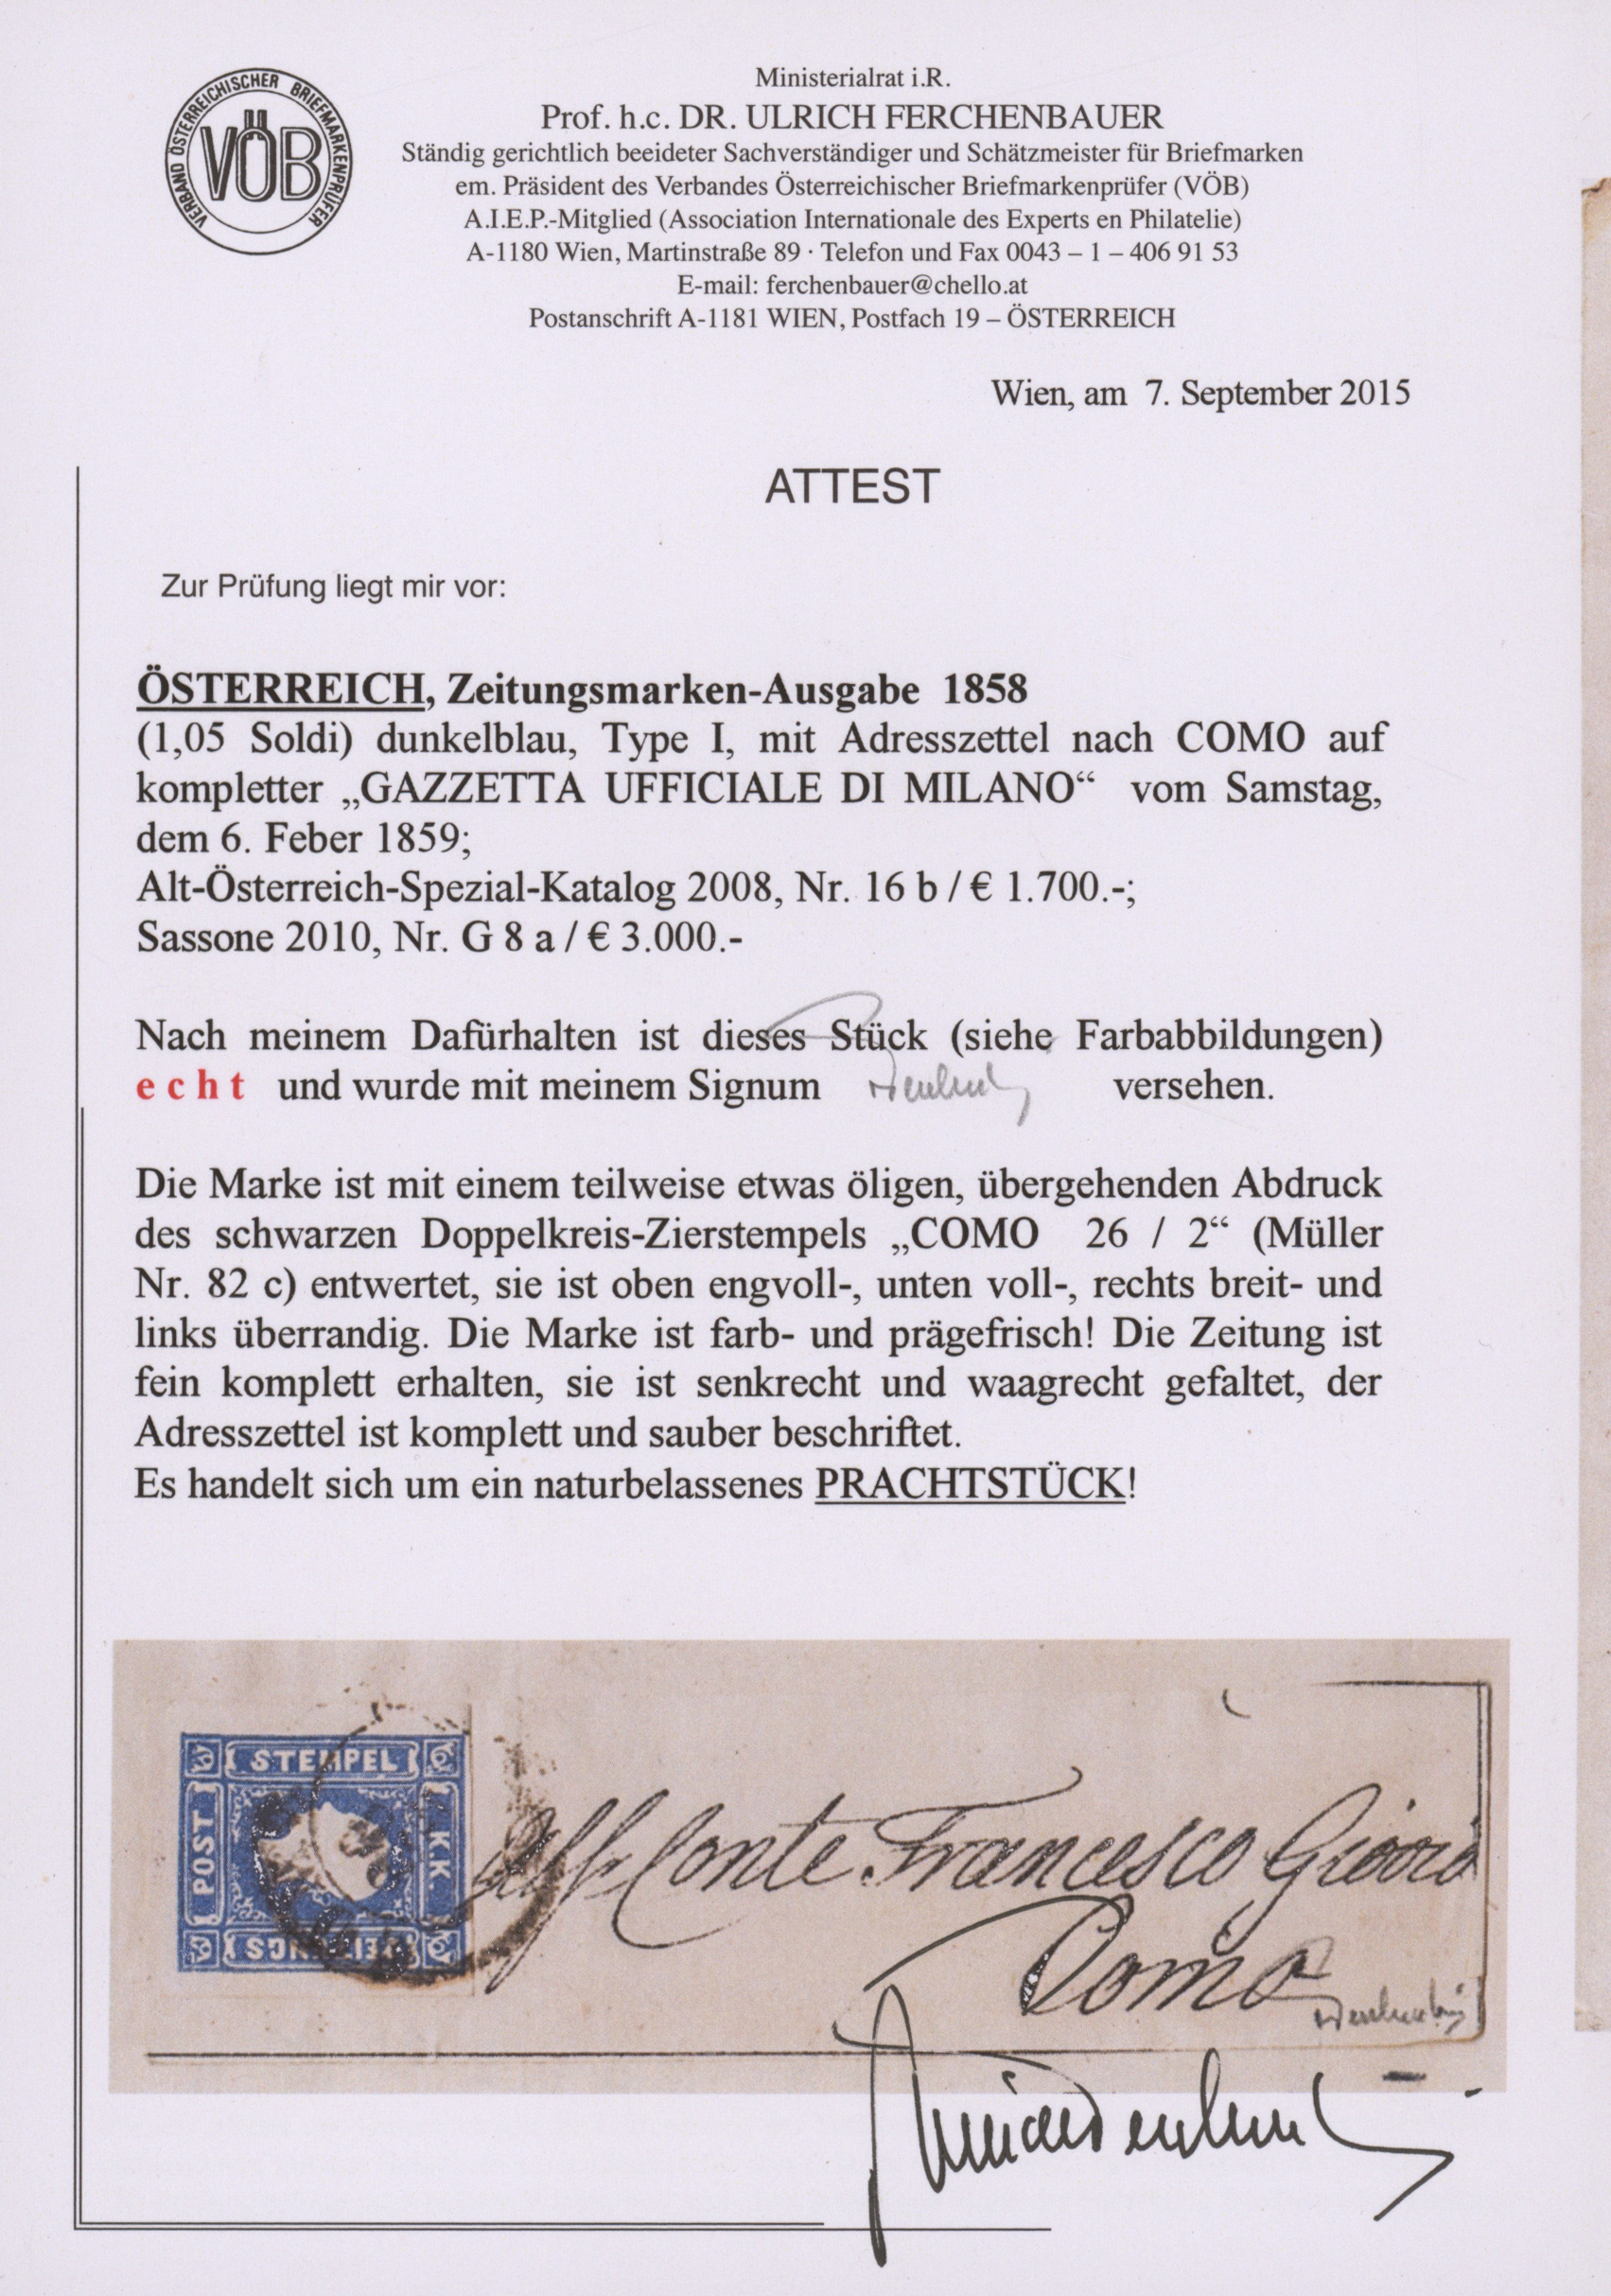 VERBAND ÖSTERREICHISCHER BRIEFMARKENPRÜFER
VÖB
Ministerialrat i.R.
Prof. h.c. DR. ULRICH FERCHENBAUER
Ständig gerichtlich beeideter Sachverständiger und Schätzmeister für Briefmarken
em. Präsident des Verbandes Österreichischer Briefmarkenprüfer (VÖB)
A.I.E.P.-Mitglied (Association Internationale des Experts en Philatelie)
A-1180 Wien, Martinstraße 89 · Telefon und Fax 0043 – 1 – 406 91 53
E-mail: ferchenbauer@chello.at
Postanschrift A-1181 WIEN, Postfach 19 – ÖSTERREICH
Wien, am 7. September 2015
ATTEST
Zur Prüfung liegt mir vor:
ÖSTERREICH, Zeitungsmarken-Ausgabe 1858
(1,05 Soldi) dunkelblau, Type I, mit Adresszettel nach COMO auf
kompletter „GAZZETTA UFFICIALE DI MILANO“ vom Samstag,
dem 6. Feber 1859;
Alt-Österreich-Spezial-Katalog 2008, Nr. 16 b / € 1.700.-;
Sassone 2010, Nr. G 8 a / € 3.000.-
Nach meinem Dafürhalten ist dieses Stück (siehe Farbabbildungen)
e c h t und wurde mit meinem Signum versehen.
Die Marke ist mit einem teilweise etwas öligen, übergehenden Abdruck
des schwarzen Doppelkreis-Zierstempels „COMO 26 / 2“ (Müller
Nr. 82 c) entwertet, sie ist oben engvoll-, unten voll-, rechts breit- und
links überrandig. Die Marke ist farb- und prägefrisch! Die Zeitung ist
fein komplett erhalten, sie ist senkrecht und waagrecht gefaltet, der
Adresszettel ist komplett und sauber beschriftet.
Es handelt sich um ein naturbelassenes PRACHTSTÜCK!
STEMPEL
POST
K.K.
ZEITUNGS
Conte Francesco Giovio
Como